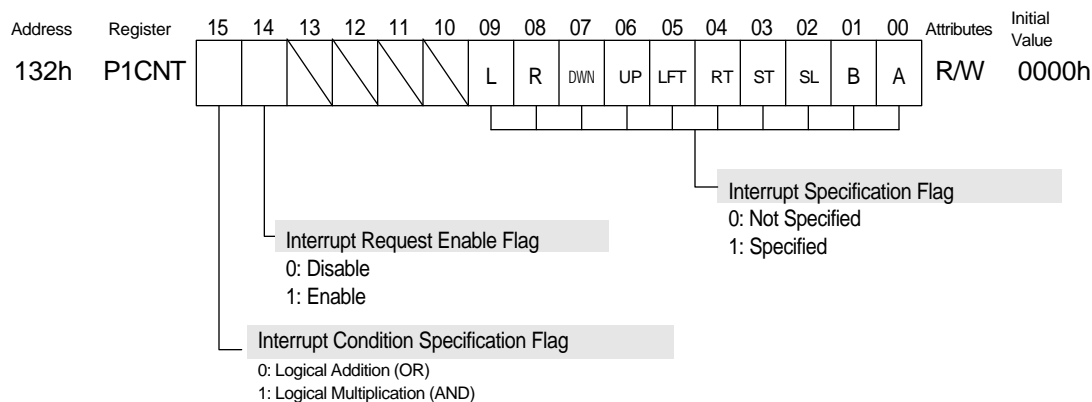 Address Register 15 14 13 12 11 10 09 08 07 06 05 04 03 02 01 00 Attributes Initial Value
132h P1CNT L R DWN UP LFT RT ST SL B A R/W 0000h
Interrupt Specification Flag
0: Not Specified
1: Specified
Interrupt Request Enable Flag
0: Disable
1: Enable
Interrupt Condition Specification Flag
0: Logical Addition (OR)
1: Logical Multiplication (AND)